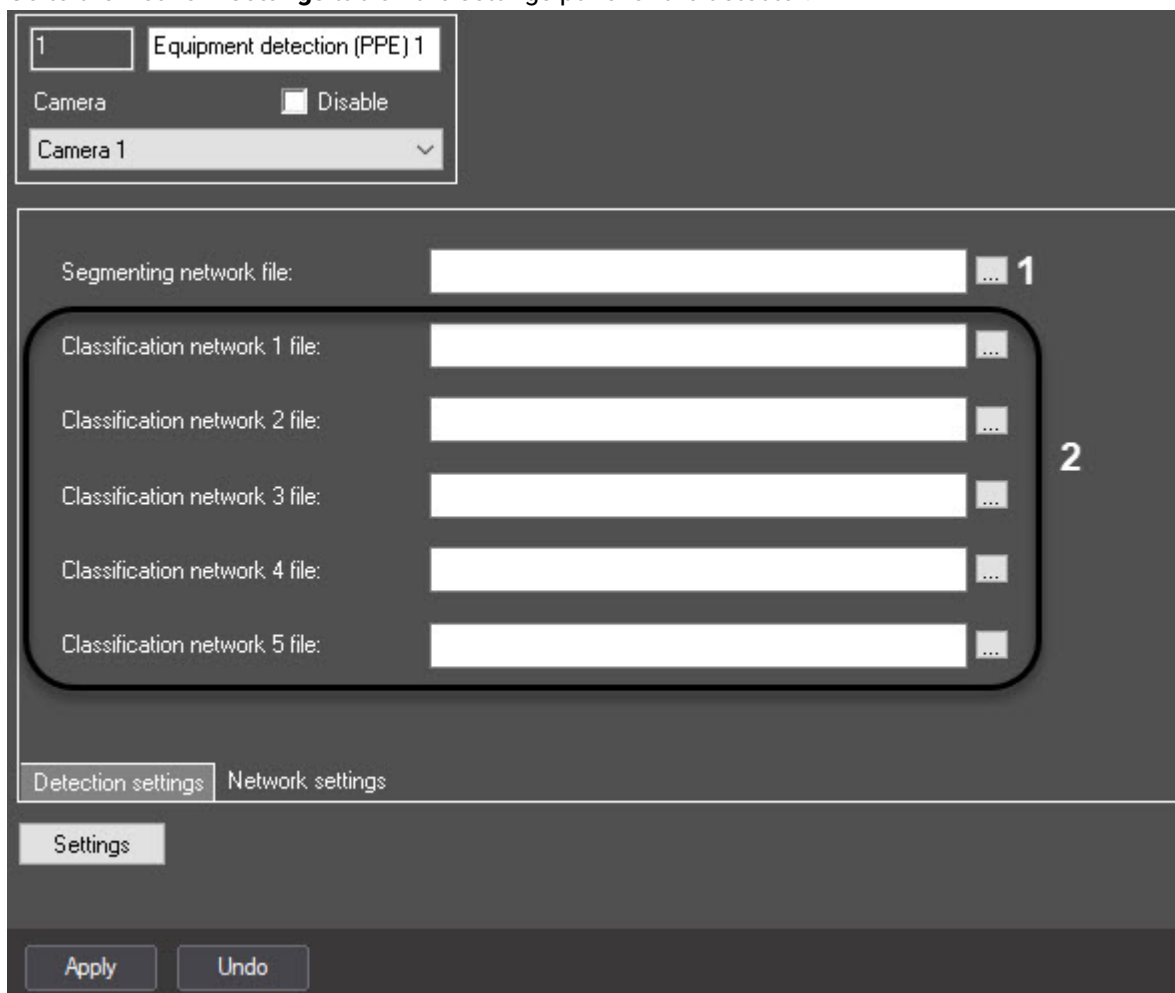 1
Equipment detection (PPE) 1
Camera
Disable
Camera 1
Segmenting network file:
...
1
Classification network 1 file:
...
Classification network 2 file:
...
2
Classification network 3 file:
...
Classification network 4 file:
...
Classification network 5 file:
...
Detection settings
Network settings
Settings
Apply
Undo